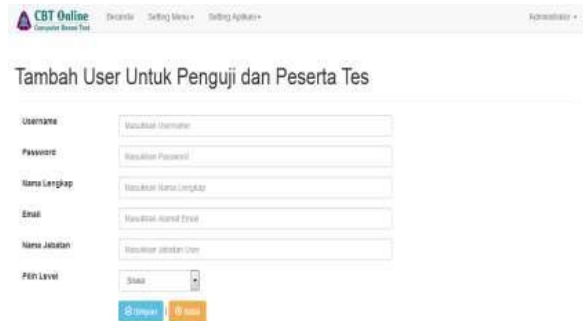 CBT Online
Computer Based Test
Beranda Setting Menu Setting Aplikasi
Administrator
Tambah User Untuk Penguji dan Peserta Tes
Username
Masukkan Username
Password
Masukkan Password
Nama Lengkap
Masukkan Nama Lengkap
Email
Masukkan Alamat Email
Nama Jabatan
Masukkan Jabatan User
Pilih Level
Siswa
Simpan |